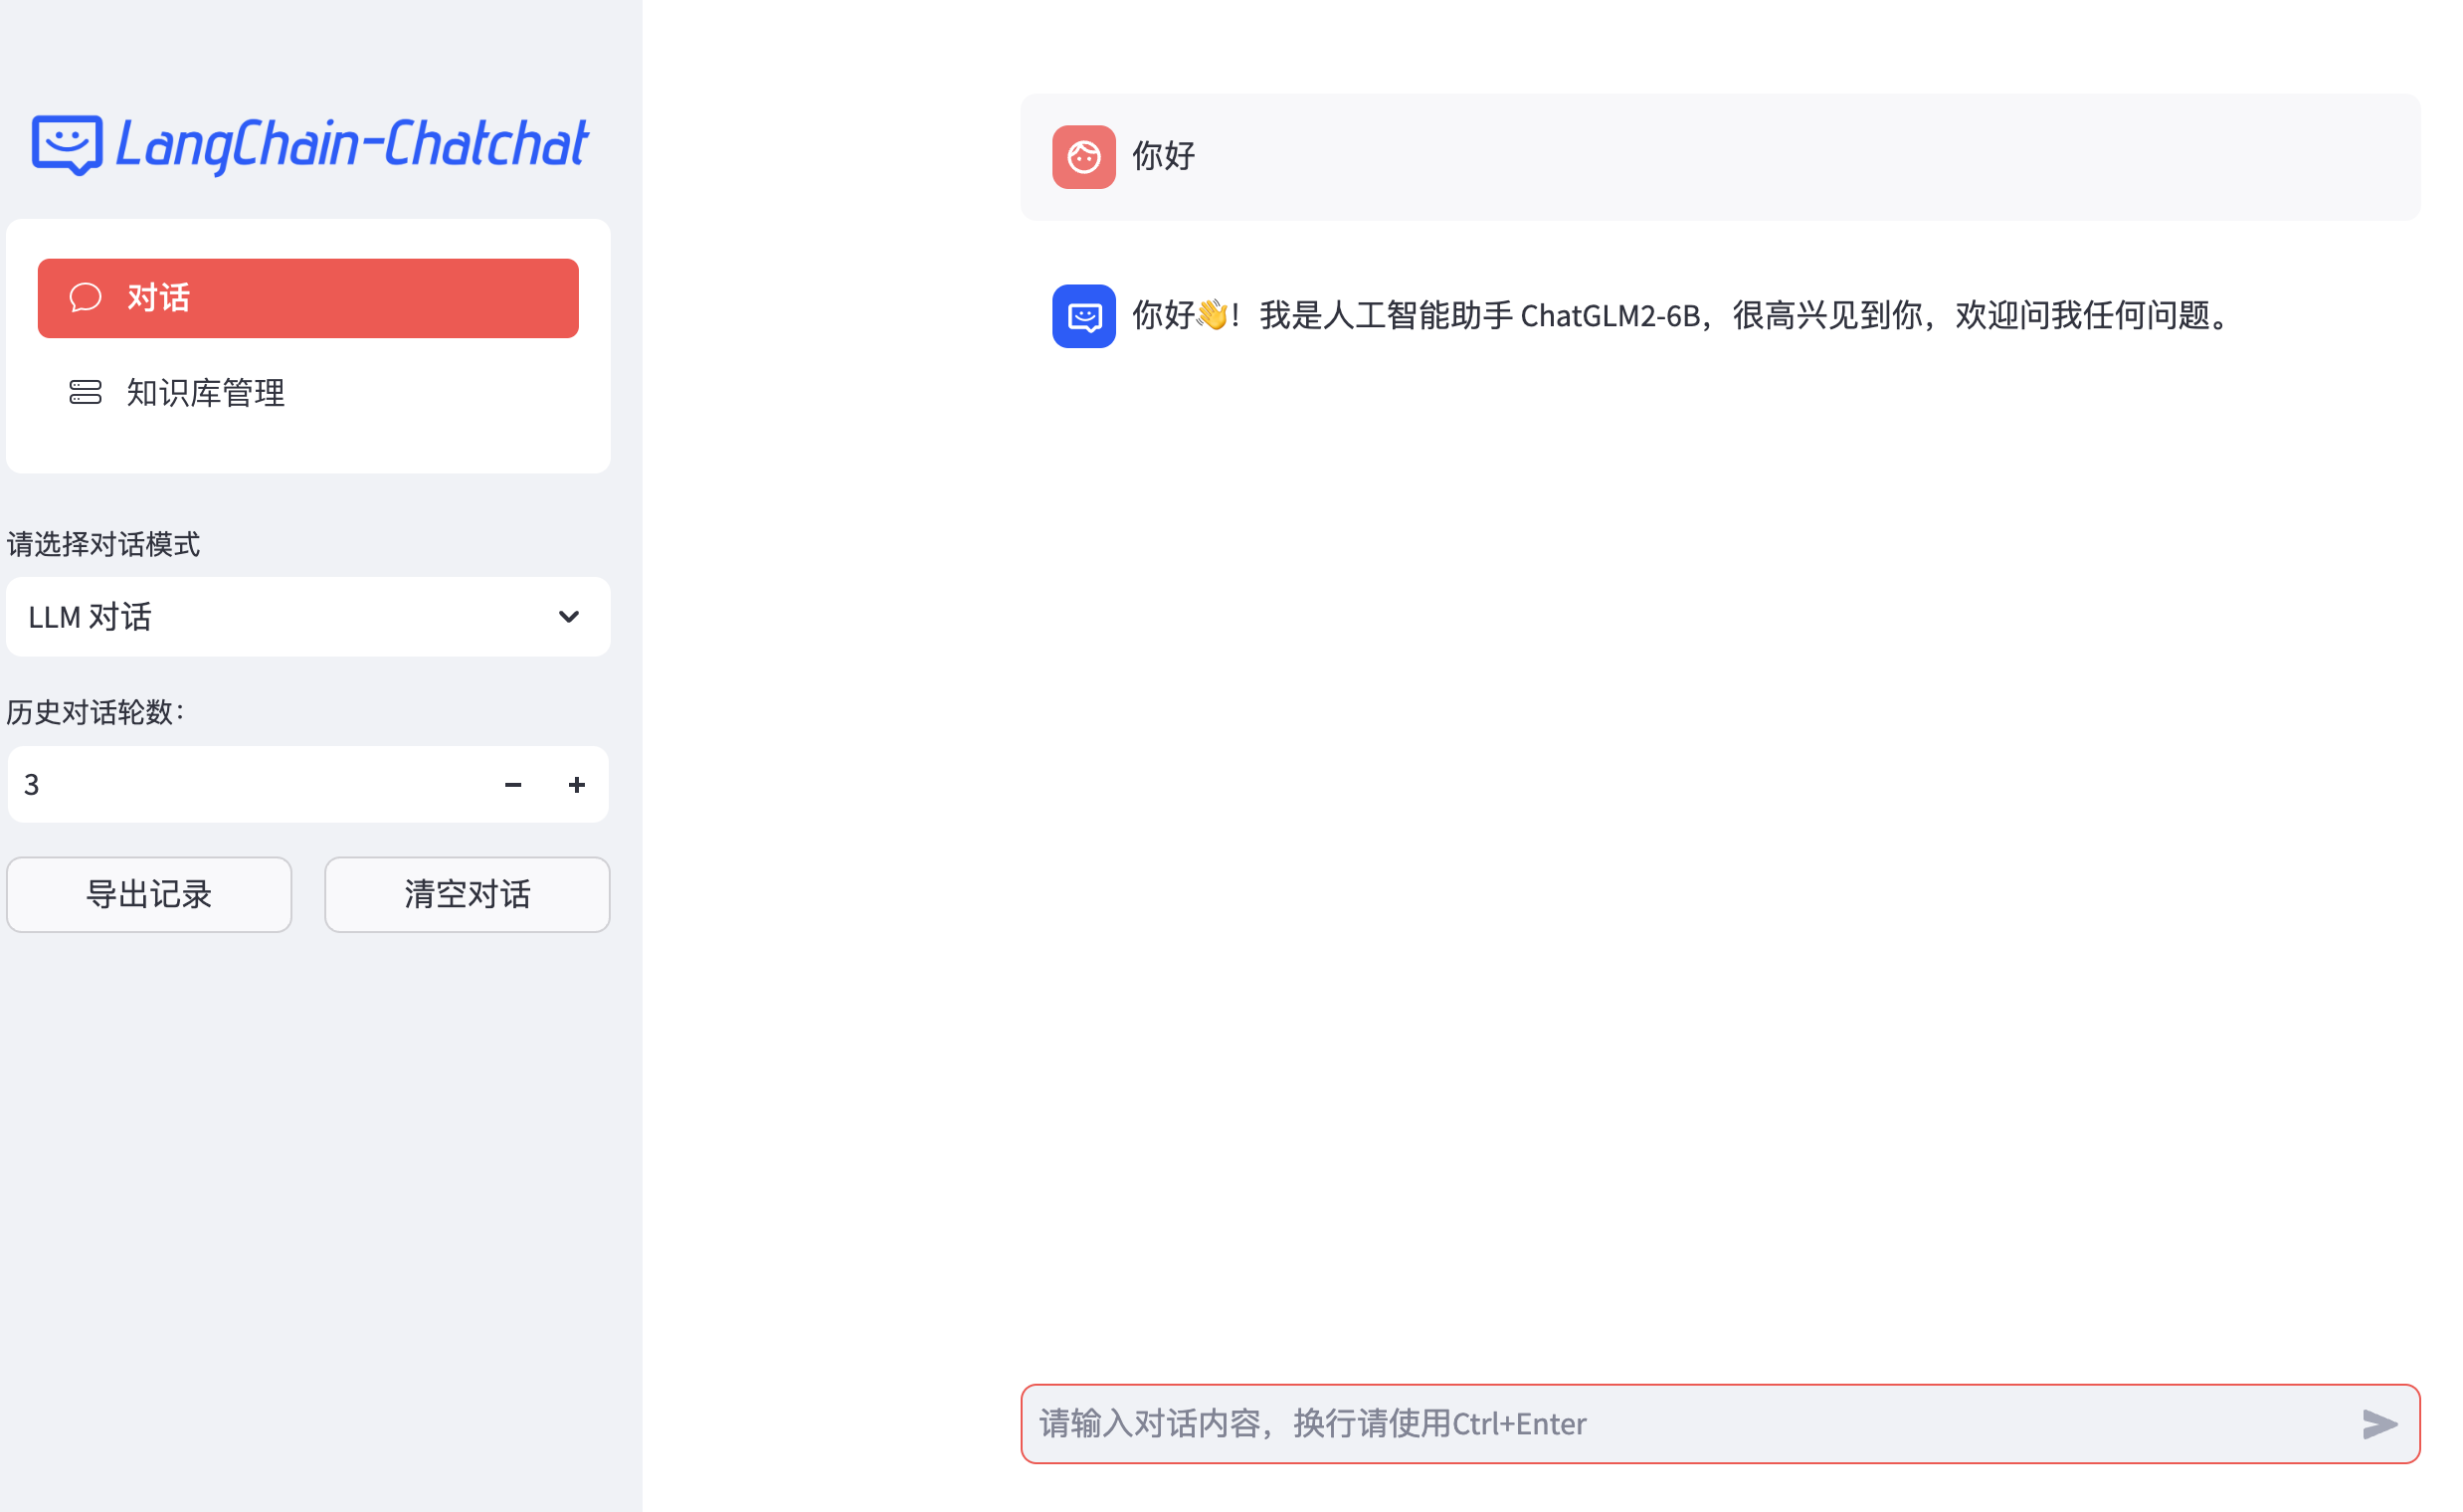 LangChain-Chatchat
对话
知识库管理
请选择对话模式
LLM 对话
历史对话轮数：
3
导出记录
清空对话
你好
你好👋！我是人工智能助手 ChatGLM2-6B，很高兴见到你，欢迎问我任何问题。
请输入对话内容，换行请使用Ctrl+Enter